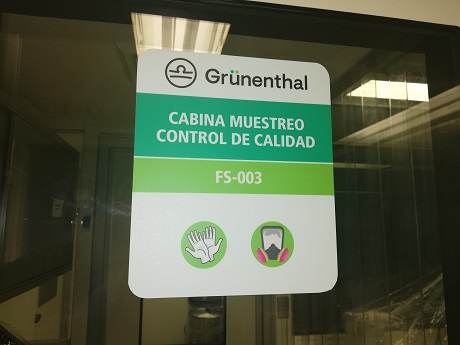 Grünenthal
CABINA MUESTREO
CONTROL DE CALIDAD
FS-003